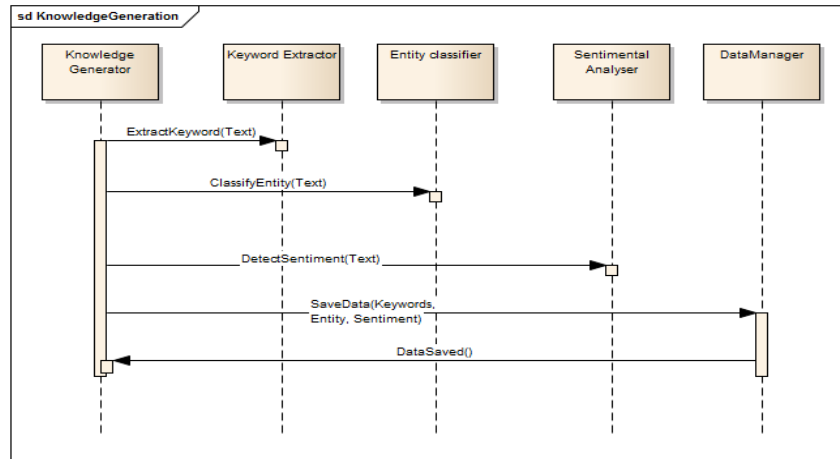 sd KnowledgeGeneration
Knowledge
Generator
Keyword Extractor
Entity classifier
Sentimental
Analyser
DataManager
ExtractKeyword(Text)
ClassifyEntity(Text)
DetectSentiment(Text)
SaveData(Keywords,
Entity, Sentiment)
DataSaved()